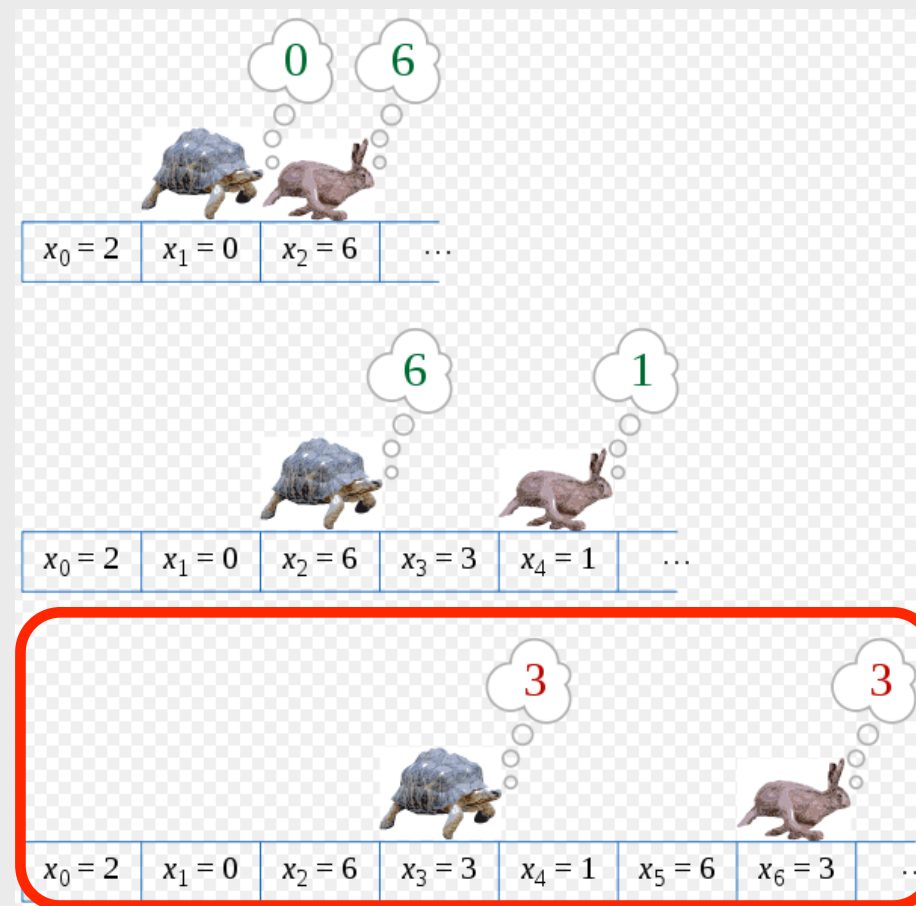 0 6
x₀ = 2 x₁ = 0 x₂ = 6 ...
6 1
x₀ = 2 x₁ = 0 x₂ = 6 x₃ = 3 x₄ = 1 ...
3 3
x₀ = 2 x₁ = 0 x₂ = 6 x₃ = 3 x₄ = 1 x₅ = 6 x₆ = 3 ..